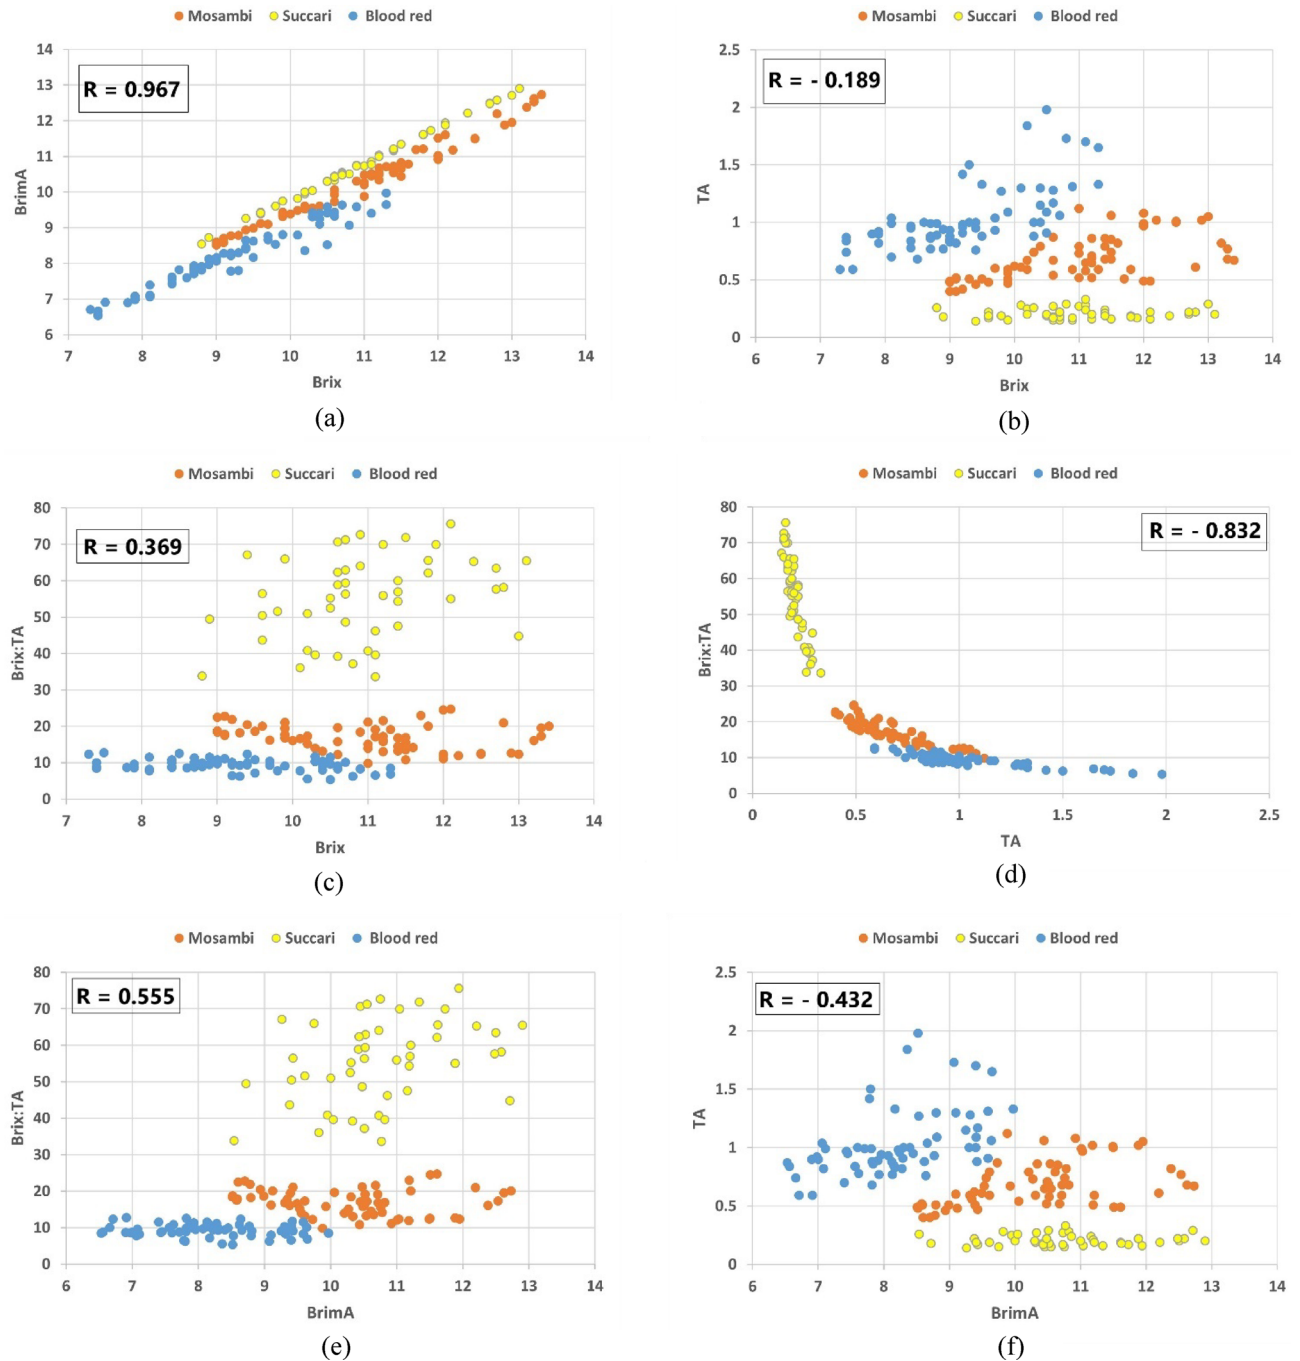 Mosambi Succari Blood red
R = 0.967
14
13
12
11
10
9
8
7
6
BrimA
7 8 9 10 11 12 13 14
Brix
(a)
Mosambi Succari Blood red
R = - 0.189
2.5
2
1.5
1
0.5
0
TA
6 7 8 9 10 11 12 13 14
Brix
(b)
Mosambi Succari Blood red
R = 0.369
80
70
60
50
40
30
20
10
0
Brix:TA
7 8 9 10 11 12 13 14
Brix
(c)
Mosambi Succari Blood red
R = - 0.832
80
70
60
50
40
30
20
10
0
Brix:TA
0 0.5 1 1.5 2 2.5
TA
(d)
Mosambi Succari Blood red
R = 0.555
80
70
60
50
40
30
20
10
0
Brix:TA
6 7 8 9 10 11 12 13 14
BrimA
(e)
Mosambi Succari Blood red
R = - 0.432
2.5
2
1.5
1
0.5
0
TA
6 7 8 9 10 11 12 13 14
BrimA
(f)